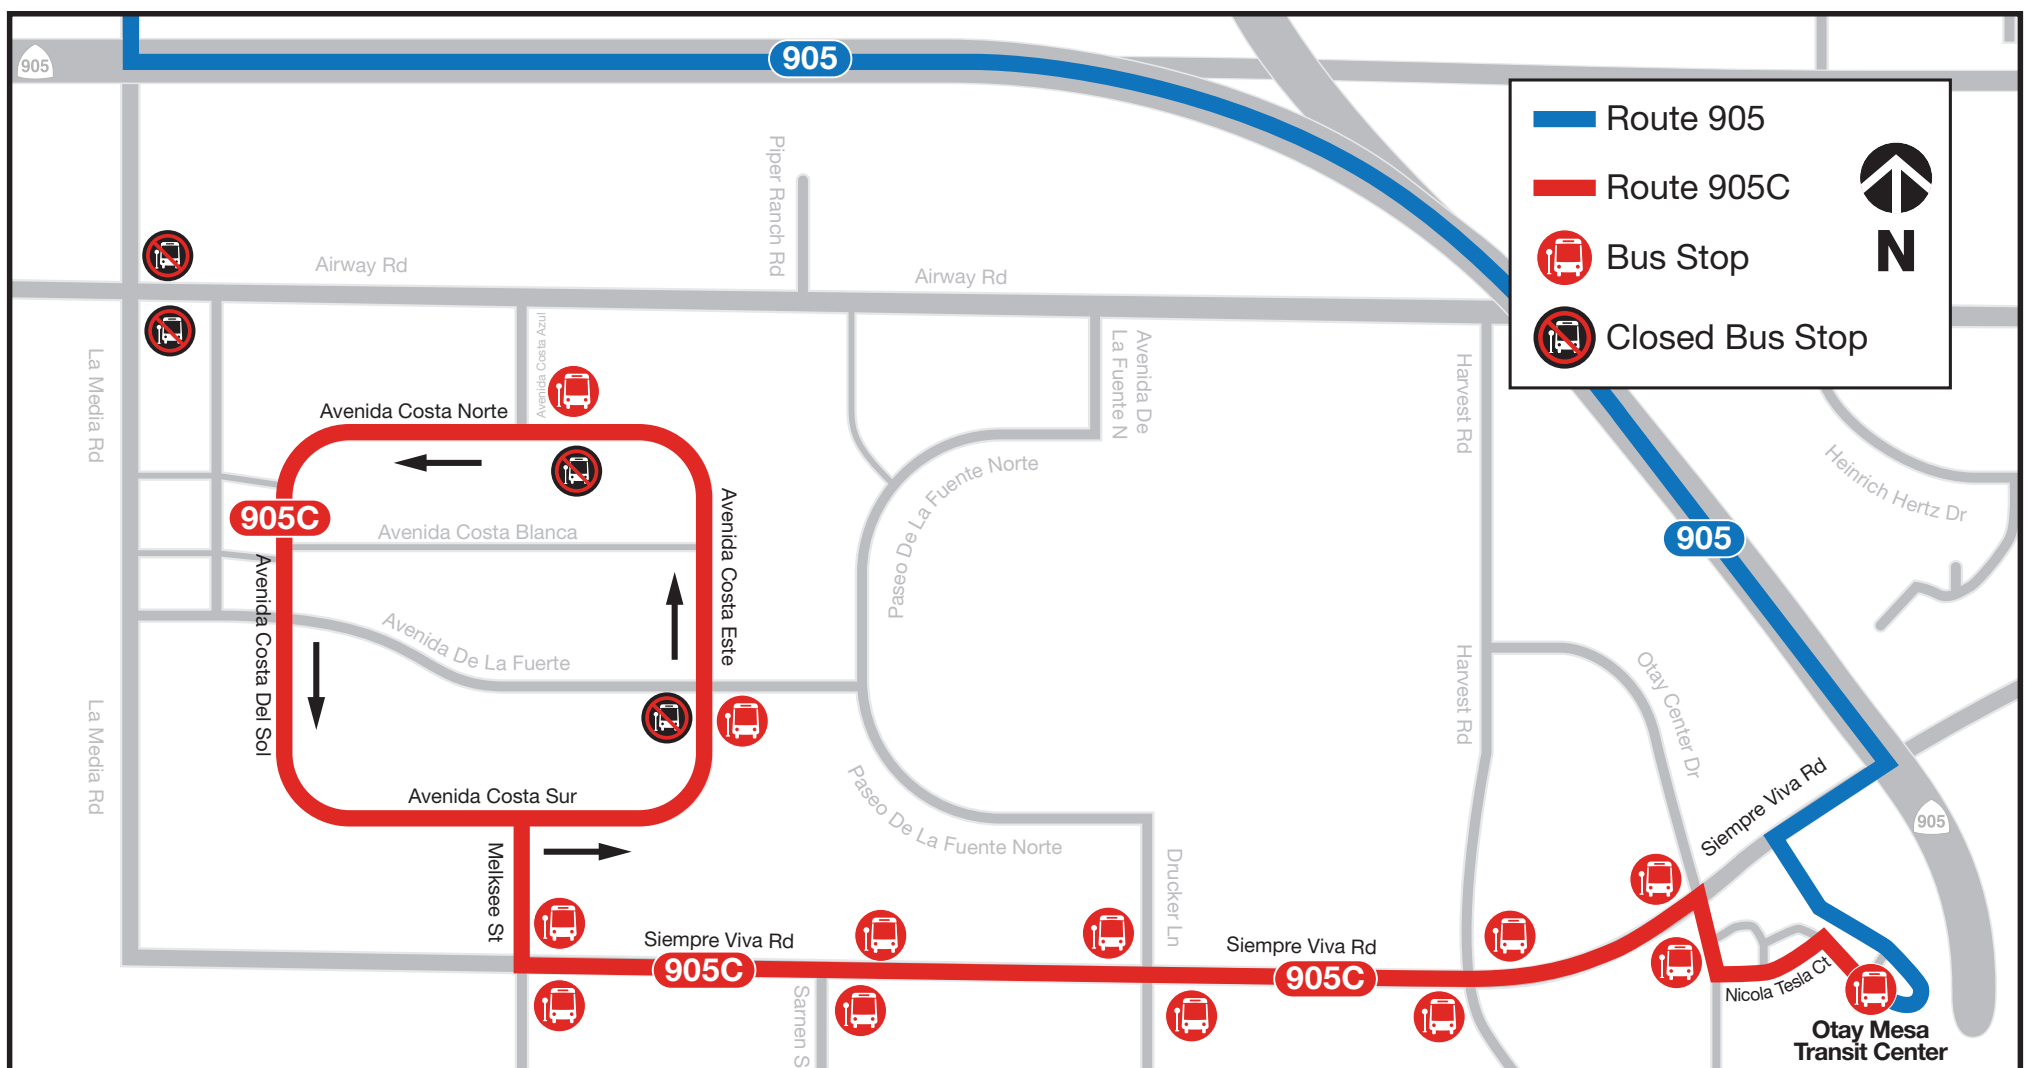 905
905
Route 905
Route 905C
Bus Stop
Closed Bus Stop
N
Piper Ranch Rd
Airway Rd
Airway Rd
La Media Rd
Avenida Costa Azul
Avenida De
La Fuente N
Harvest Rd
Avenida Costa Norte
Paseo De La Fuente Norte
Heinrich Hertz Dr
905C
Avenida Costa Blanca
Avenida Costa Este
905
Avenida Costa Del Sol
Avenida De La Fuerte
Harvest Rd
Otay Center Dr
La Media Rd
Avenida Costa Sur
Paseo De La Fuente Norte
Siempre Viva Rd
905
Melksee St
Drucker Ln
Siempre Viva Rd
905C
Siempre Viva Rd
905C
Sarnen S
Nicola Tesla Ct
Otay Mesa
Transit Center